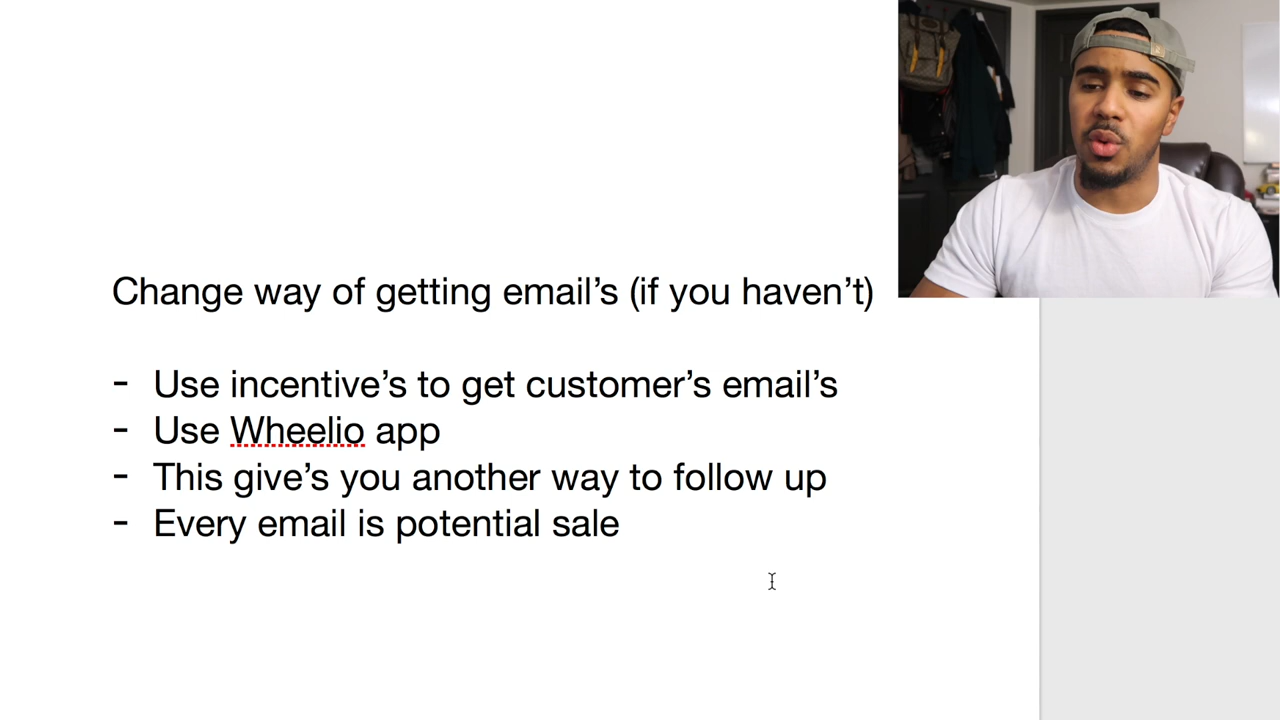 Change way of getting email’s (if you haven’t)
- Use incentive’s to get customer’s email’s
- Use Wheelio app
- This give’s you another way to follow up
- Every email is potential sale